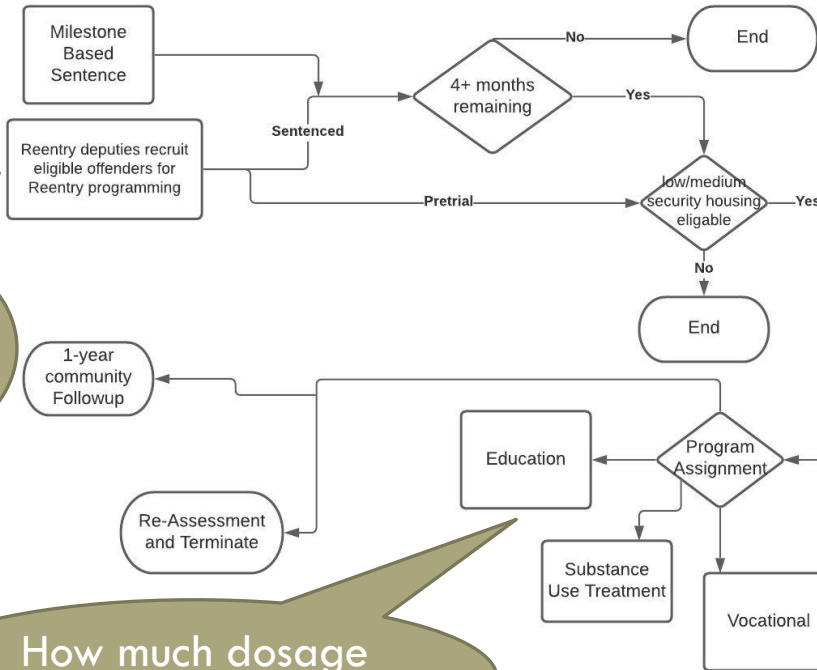 Milestone
Based
Sentence
No
End
4+ months
remaining
Yes
Sentenced
Reentry deputies recruit
eligible offenders for
Reentry programming
Pretrial
low/medium
security housing
eligable
Yes
No
End
1-year
community
Followup
Education
Program
Assignment
Re-Assessment
and Terminate
Substance
Use Treatment
Vocational
How much dosage